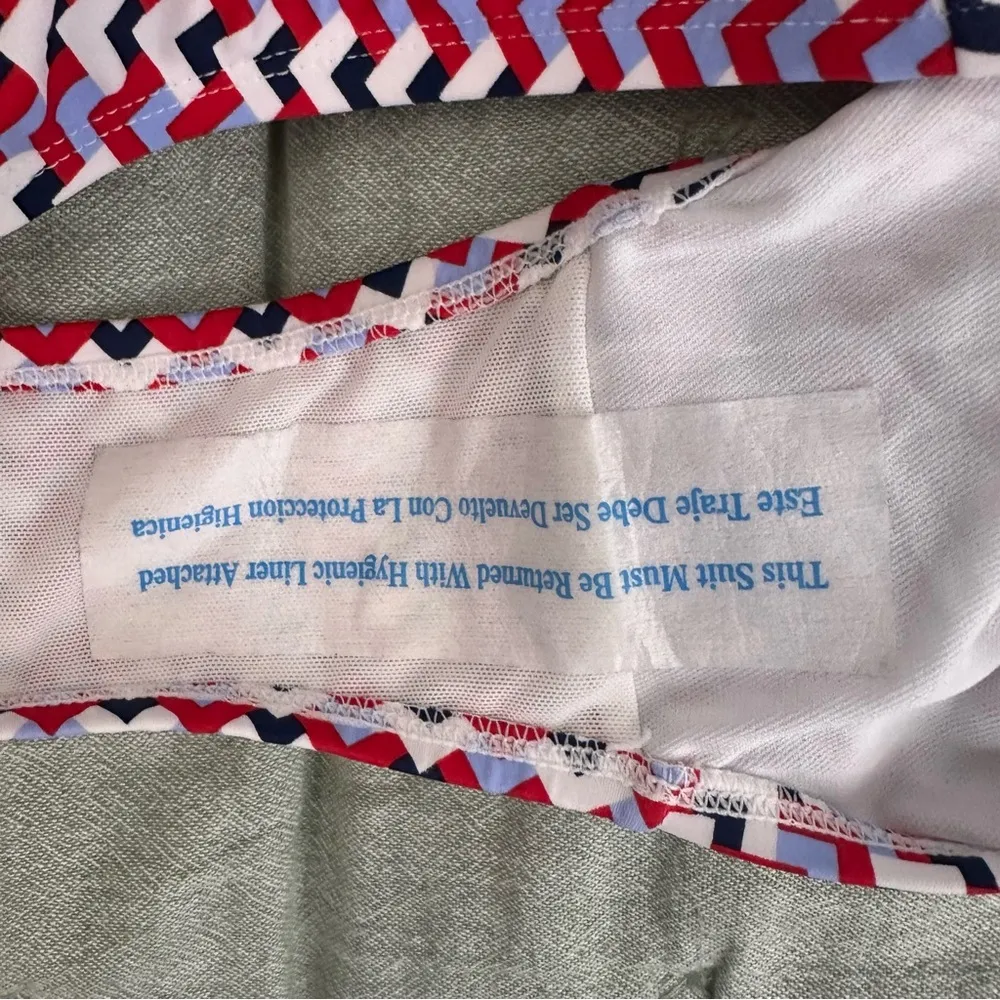 This Suit Must Be Returned With Hygienic Liner Attached
Este Traje Debe Ser Devuelto Con La Proteccion Higienica